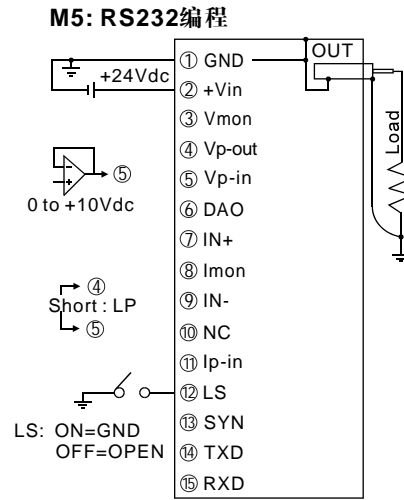 M5: RS232编程
① GND
OUT
+24Vdc
② +Vin
③ Vmon
④ Vp-out
⑤
⑤ Vp-in
0 to +10Vdc
⑥ DAO
⑦ IN+
⑧ Imon
④
Short : LP
⑤
⑨ IN-
⑩ NC
⑪ Ip-in
⑫ LS
LS: ON=GND
OFF=OPEN
⑬ SYN
⑭ TXD
⑮ RXD
Load